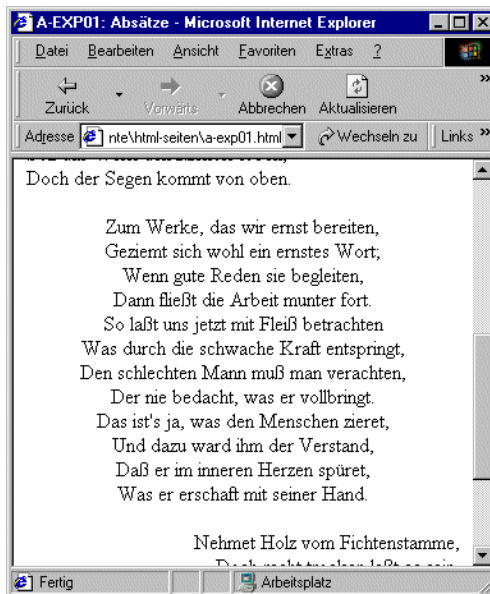 A-EXP01: Absätze - Microsoft Internet Explorer
Datei Bearbeiten Ansicht Favoriten Extras ?
Zurück Vorwärts Abbrechen Aktualisieren
Adresse nte\html-seiten\a-exp01.html Wechseln zu Links
Doch der Segen kommt von oben.
Zum Werke, das wir ernst bereiten,
Geziemt sich wohl ein ernstes Wort;
Wenn gute Reden sie begleiten,
Dann fließt die Arbeit munter fort.
So laßt uns jetzt mit Fleiß betrachten
Was durch die schwache Kraft entspringt,
Den schlechten Mann muß man verachten,
Der nie bedacht, was er vollbringt.
Das ist's ja, was den Menschen zieret,
Und dazu ward ihm der Verstand,
Daß er im inneren Herzen spüret,
Was er erschaft mit seiner Hand.
Nehmet Holz vom Fichtenstamme,
Fertig Arbeitsplatz